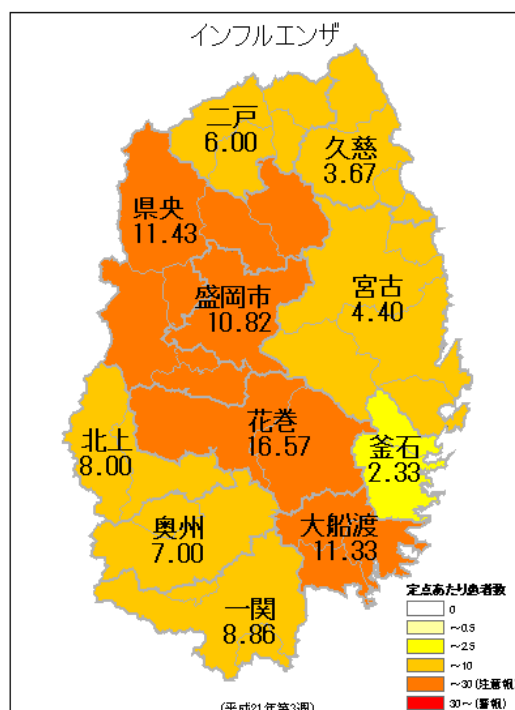 インフルエンザ
二戸
6.00
久慈
3.67
県央
11.43
盛岡市
10.82
宮古
4.40
花巻
16.57
北上
8.00
釜石
2.33
奥州
7.00
大船渡
11.33
一関
8.86
定点あたり患者数
0
～0.5
～2.5
～10
～30(注意報)
30～(警報)
(平成21年第3週)